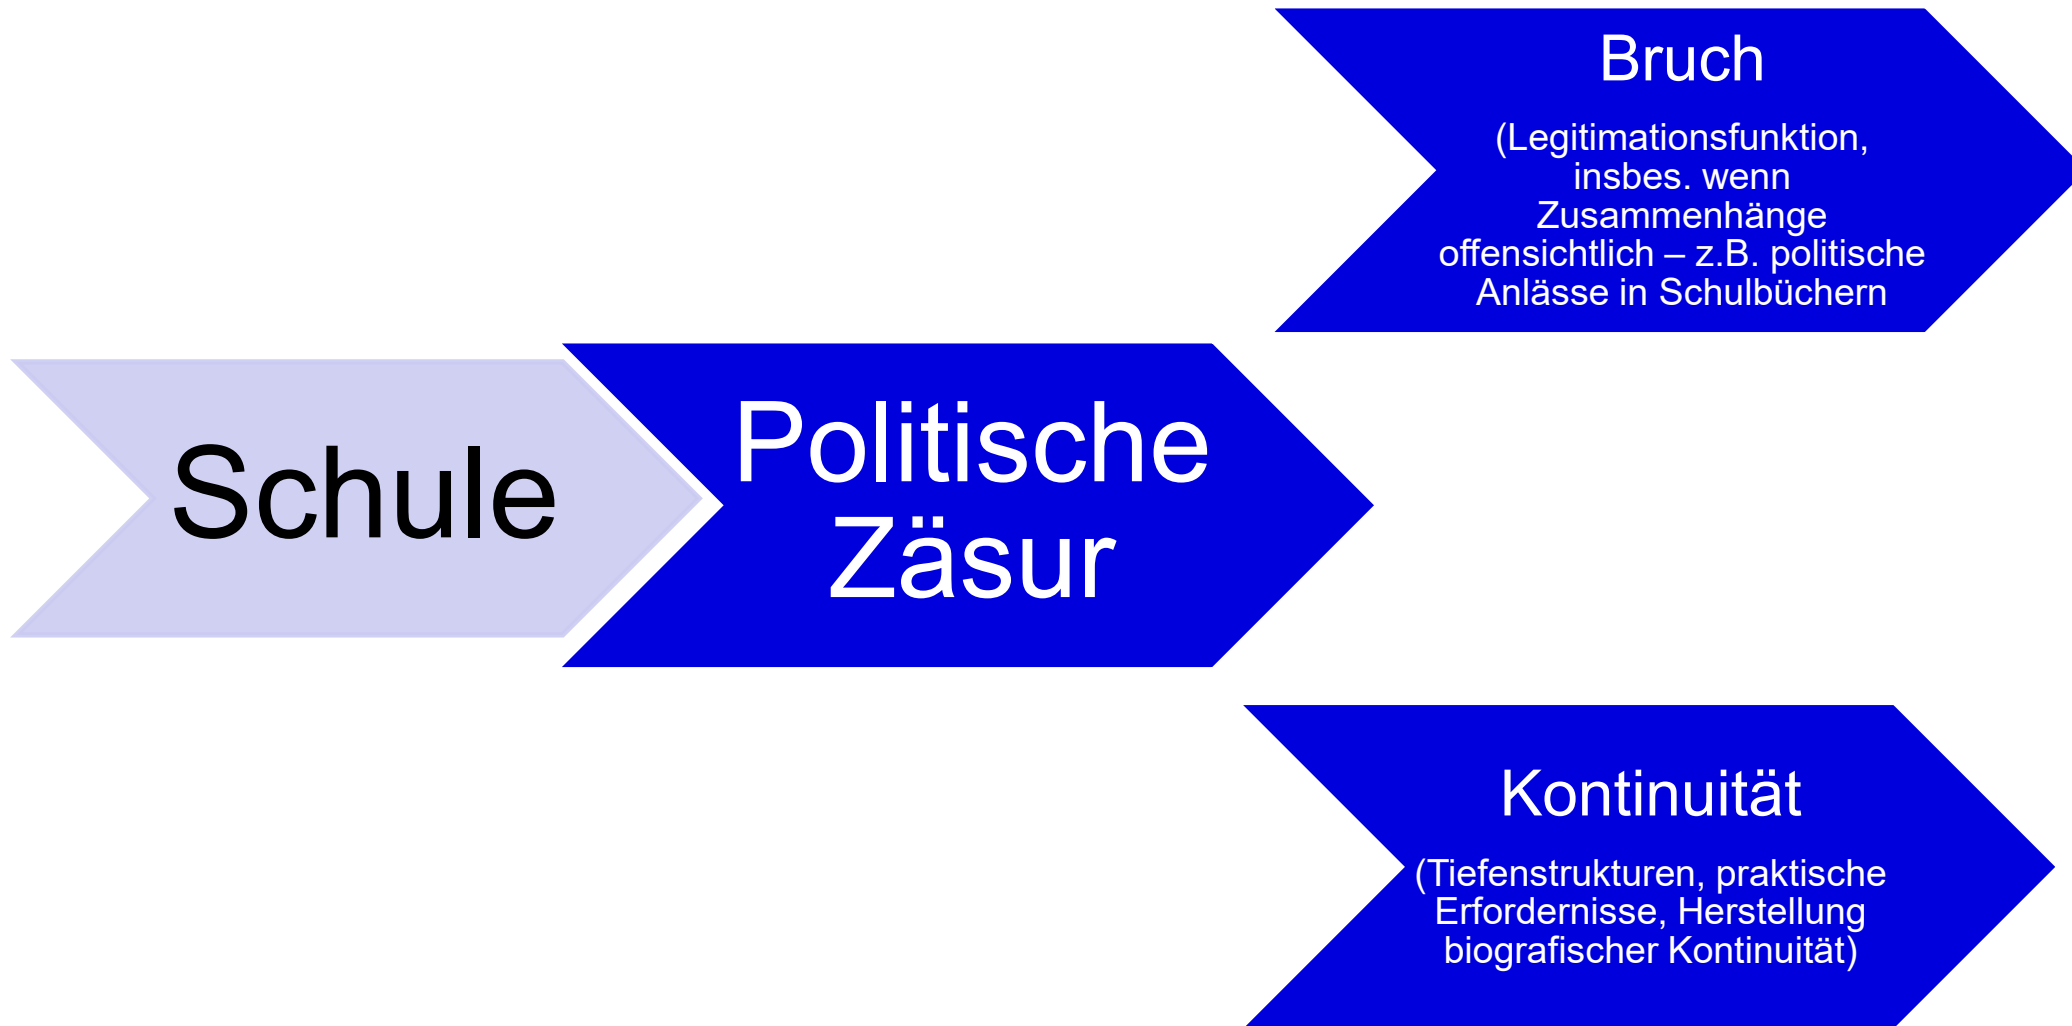 Bruch
(Legitimationsfunktion,
insbes. wenn
Zusammenhänge
offensichtlich – z.B. politische
Anlässe in Schulbüchern
Schule
Politische
Zäsur
Kontinuität
(Tiefenstrukturen, praktische
Erfordernisse, Herstellung
biografischer Kontinuität)